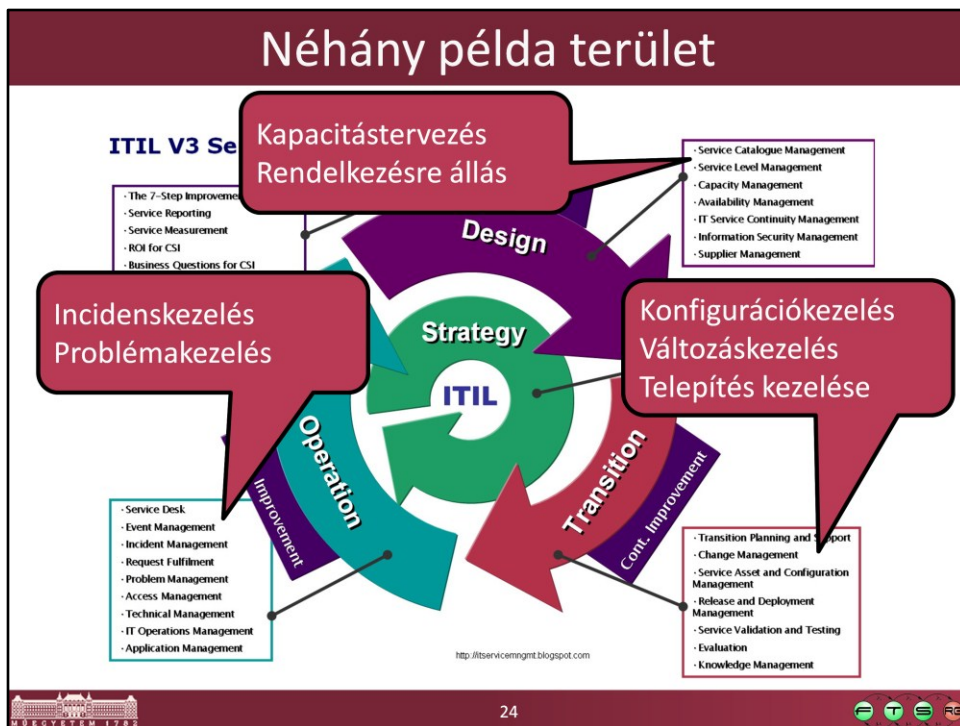 Néhány példa terület
ITIL V3 Se
Kapacitástervezés
Rendelkezésre állás
· Service Catalogue Management
· Service Level Management
· Capacity Management
· Availability Management
· IT Service Continuity Management
· Information Security Management
· Supplier Management
· The 7-Step Improvement
· Service Reporting
· Service Measurement
· ROI for CSI
· Business Questions for CSI
Design
Incidenskezelés
Problémakezelés
Strategy
ITIL
Konfigurációkezelés
Változáskezelés
Telepítés kezelése
Operation
Transition
Improvement
Cont. Improvement
· Service Desk
· Event Management
· Incident Management
· Request Fulfilment
· Problem Management
· Access Management
· Technical Management
· IT Operations Management
· Application Management
· Transition Planning and Support
· Change Management
· Service Asset and Configuration
Management
· Release and Deployment
Management
· Service Validation and Testing
· Evaluation
· Knowledge Management
http://itservicemngmt.blogspot.com
MŰEGYETEM 1782
24
F T S RG